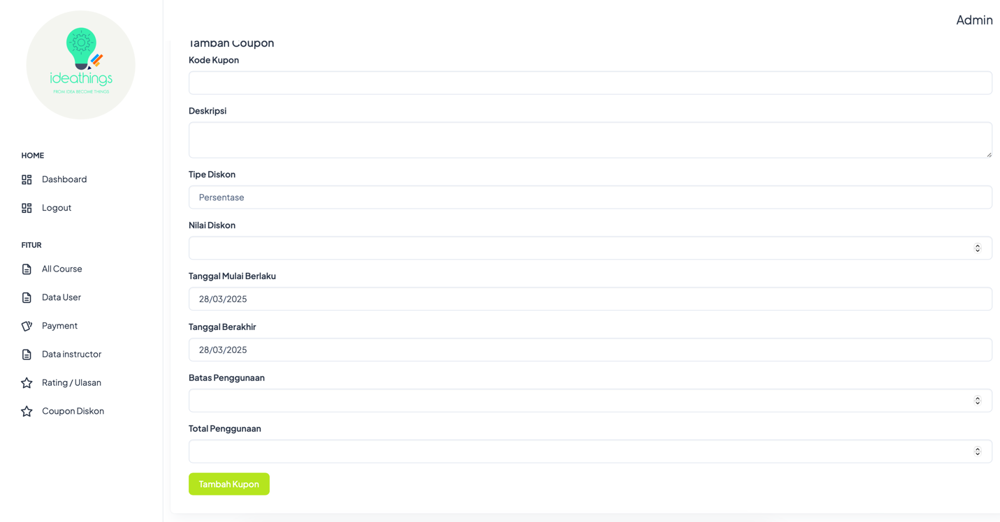 ideathings
FROM IDEA BECOME THINGS
HOME
Dashboard
Logout
FITUR
All Course
Data User
Payment
Data instructor
Rating / Ulasan
Coupon Diskon
Admin
Tambah Coupon
Kode Kupon
Deskripsi
Tipe Diskon
Persentase
Nilai Diskon
Tanggal Mulai Berlaku
28/03/2025
Tanggal Berakhir
28/03/2025
Batas Penggunaan
Total Penggunaan
Tambah Kupon